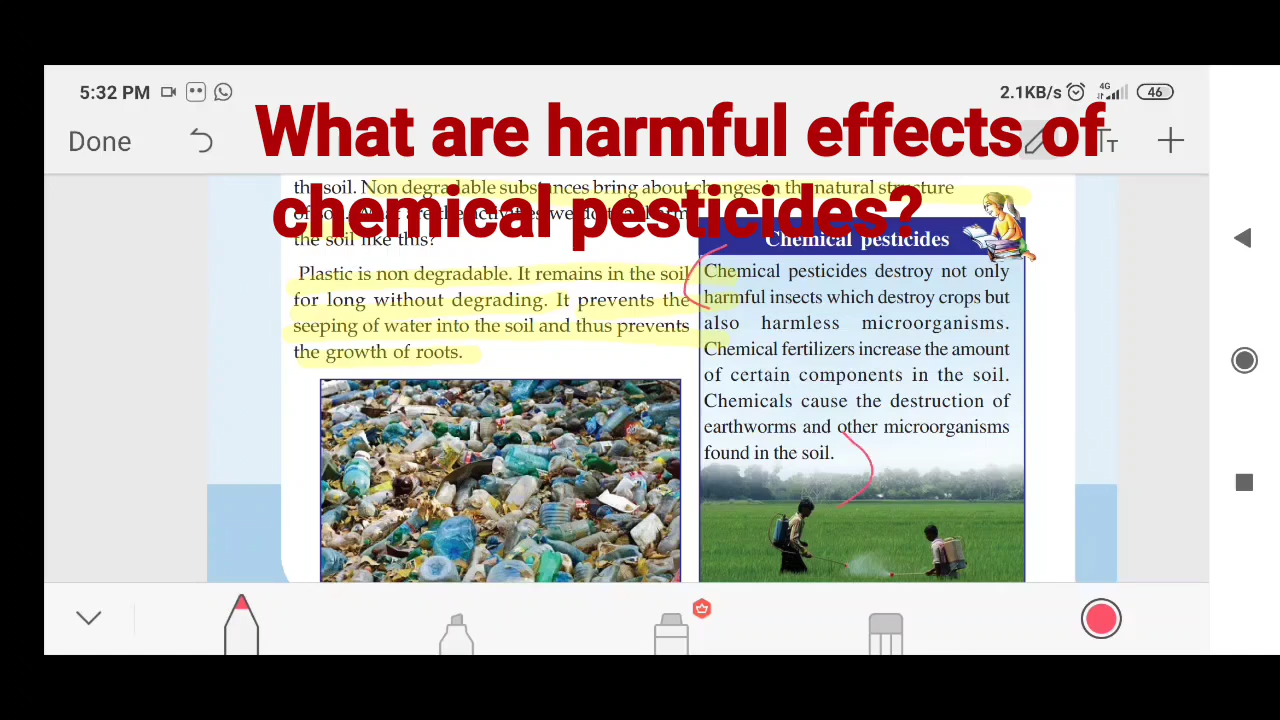 5:32 PM
2.1KB/s
4G
46
Done
What are harmful effects of
chemical pesticides?
the soil. Non degradable substances bring about changes in the natural structure
the soil like this?
Plastic is non degradable. It remains in the soil
for long without degrading. It prevents the
seeping of water into the soil and thus prevents
the growth of roots.
Chemical pesticides
Chemical pesticides destroy not only
harmful insects which destroy crops but
also harmless microorganisms.
Chemical fertilizers increase the amount
of certain components in the soil.
Chemicals cause the destruction of
earthworms and other microorganisms
found in the soil.